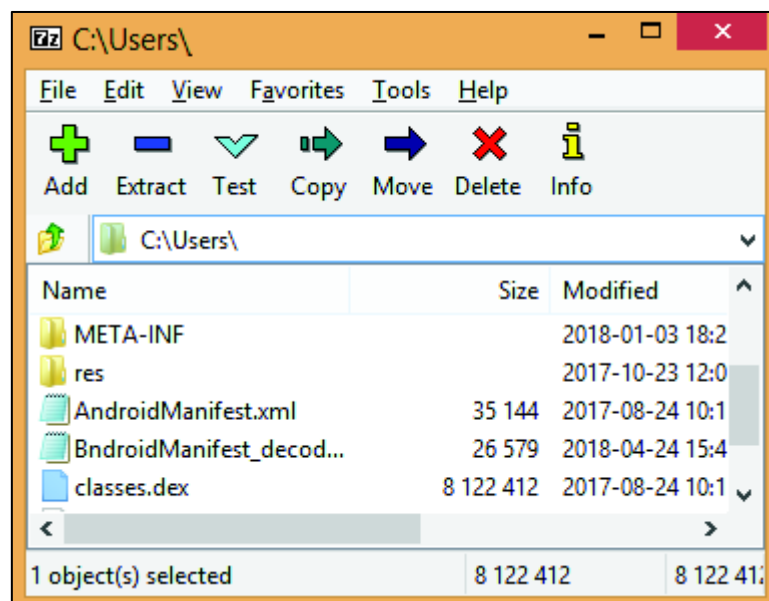 7z C:\Users\
File Edit View Favorites Tools Help
Add Extract Test Copy Move Delete Info
C:\Users\
Name Size Modified
META-INF 2018-01-03 18:2
res 2017-10-23 12:0
AndroidManifest.xml 35 144 2017-08-24 10:1
BndroidManifest_decod... 26 579 2018-04-24 15:4
classes.dex 8 122 412 2017-08-24 10:1
1 object(s) selected 8 122 412 8 122 412